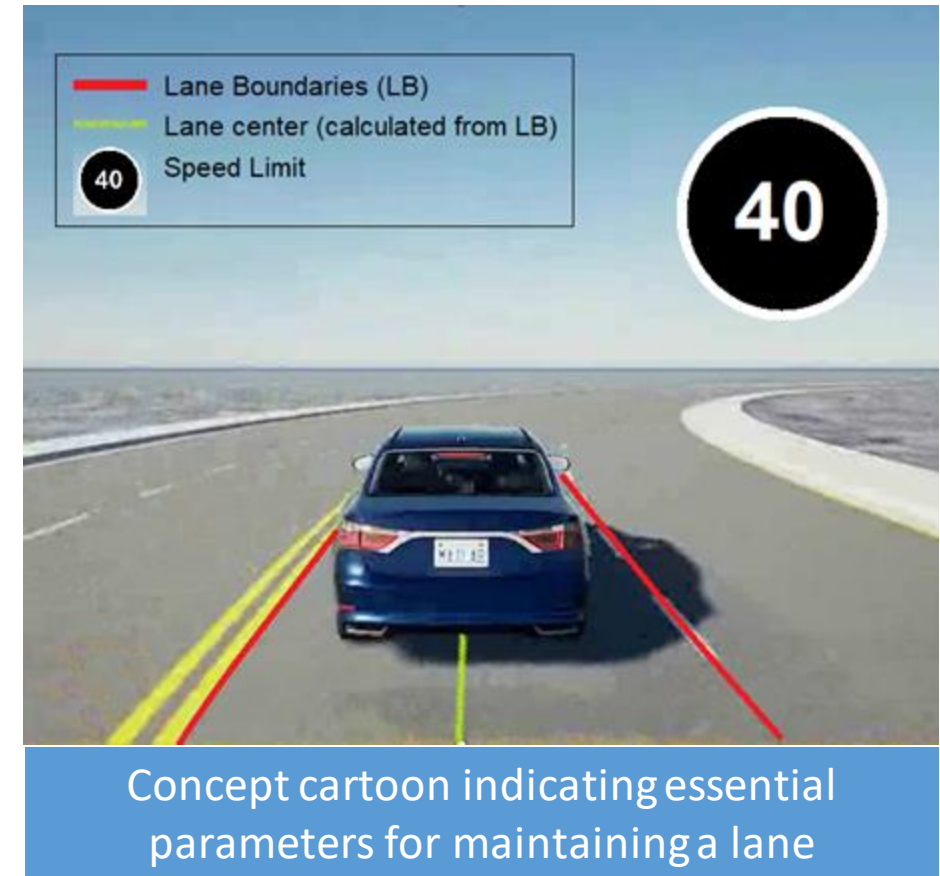 Lane Boundaries (LB)
Lane center (calculated from LB)
40
Speed Limit
40
Concept cartoon indicating essential
parameters for maintaining a lane